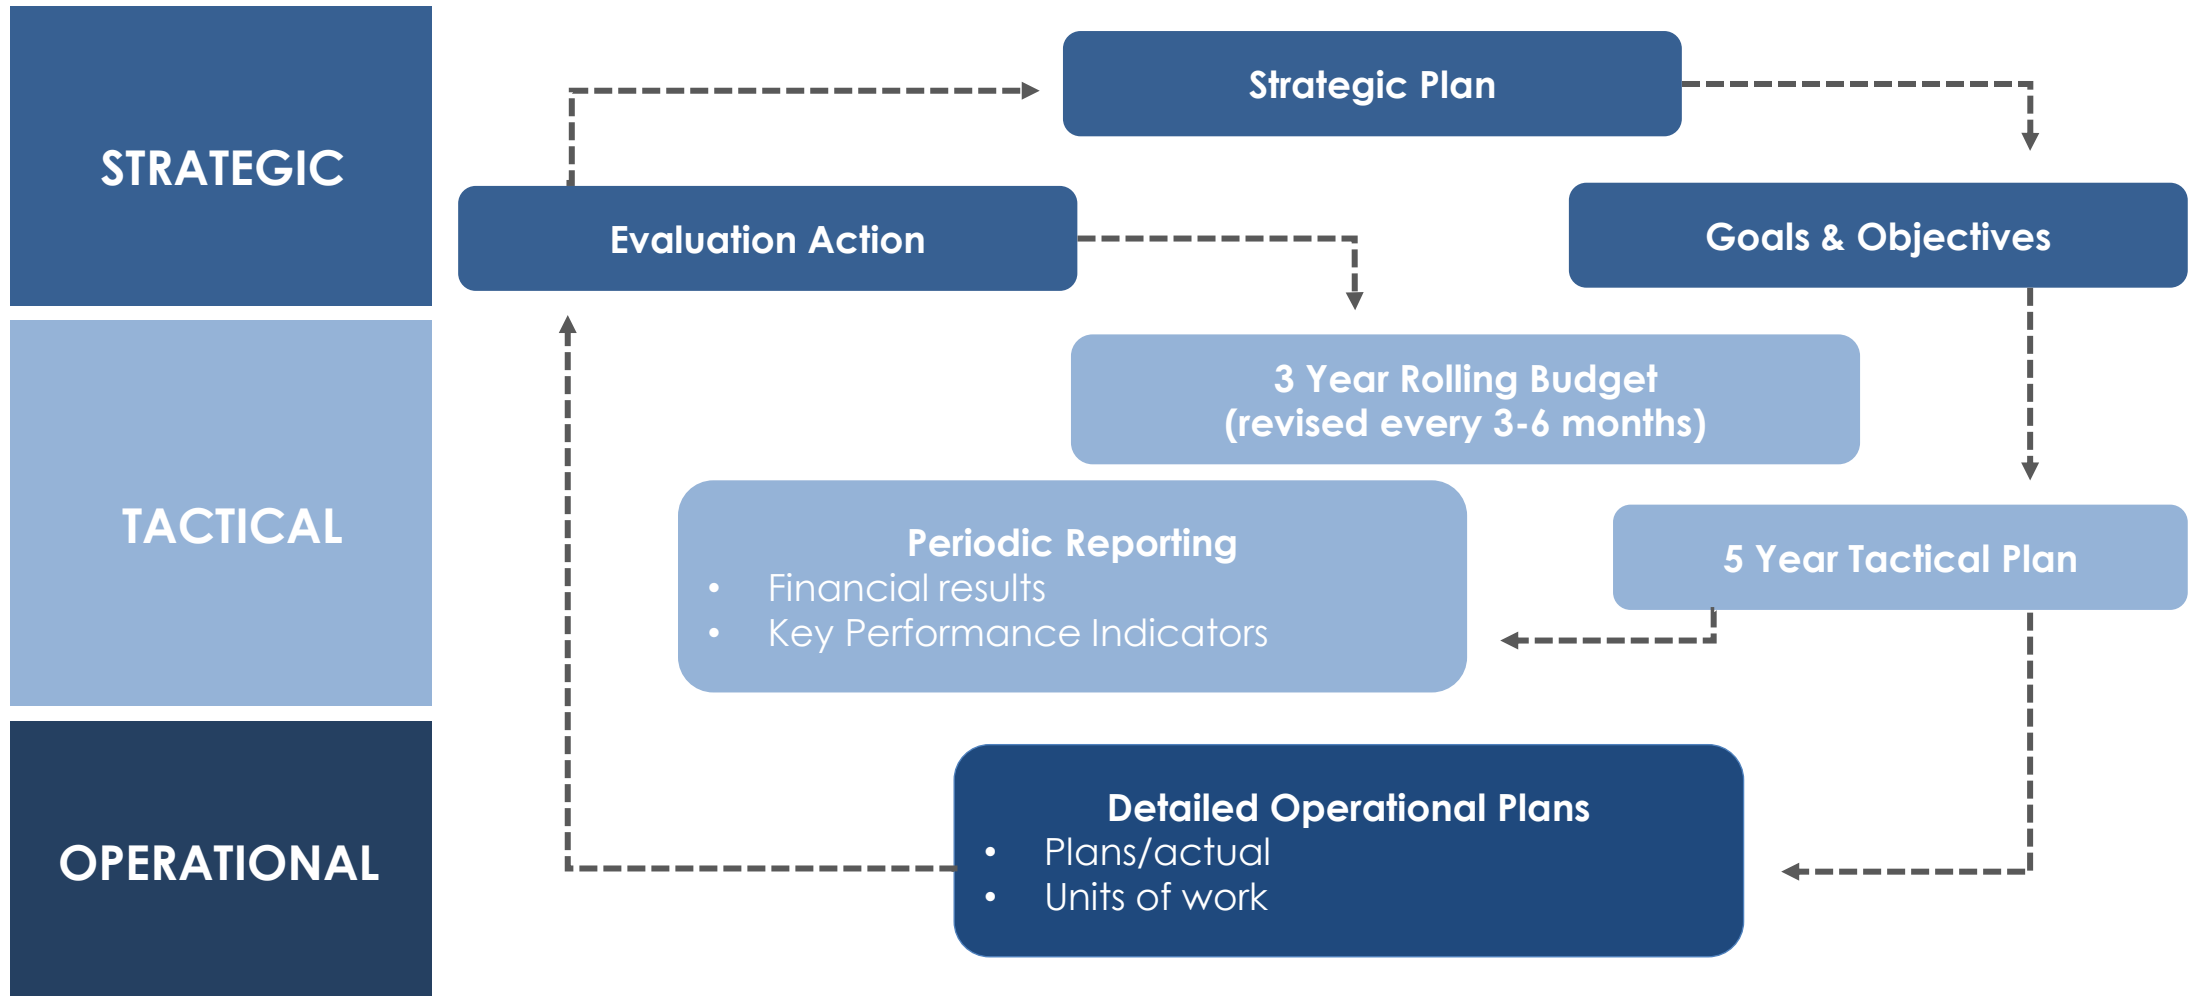 STRATEGIC
Strategic Plan
Evaluation Action
Goals & Objectives
TACTICAL
3 Year Rolling Budget
(revised every 3-6 months)
Periodic Reporting
• Financial results
• Key Performance Indicators
5 Year Tactical Plan
OPERATIONAL
Detailed Operational Plans
• Plans/actual
• Units of work